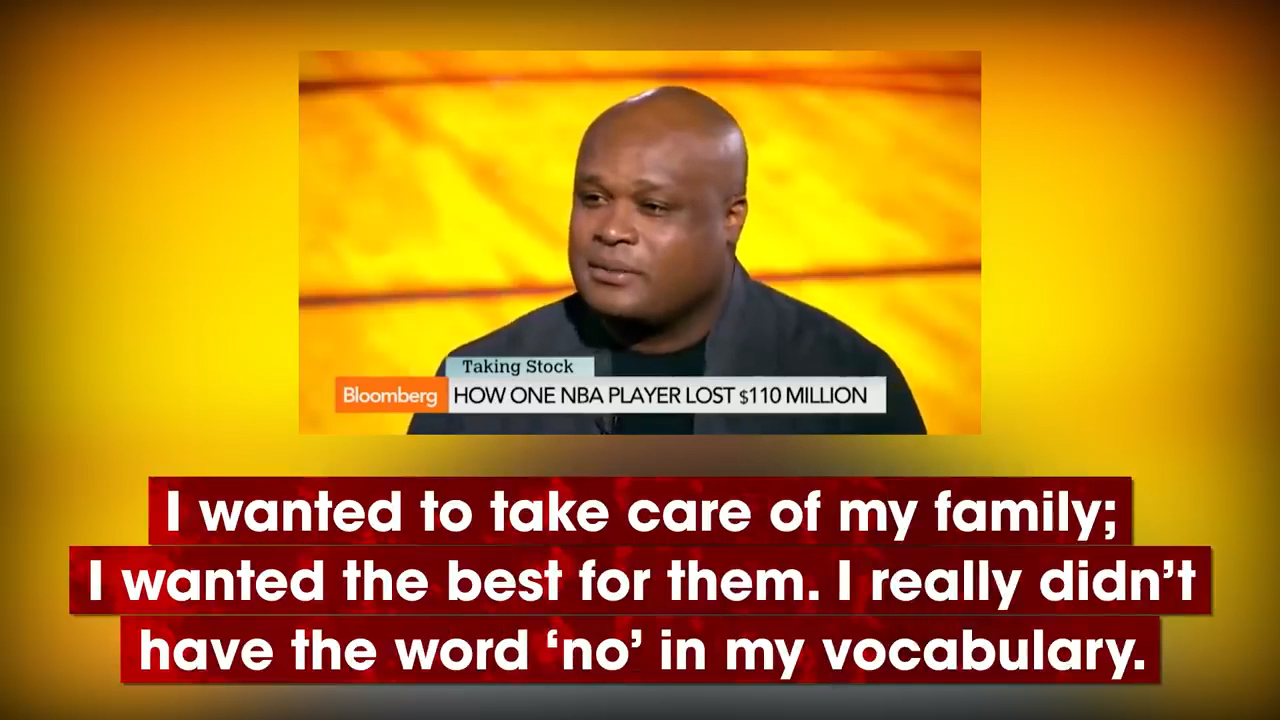 Taking Stock
Bloomberg HOW ONE NBA PLAYER LOST $110 MILLION
I wanted to take care of my family;
I wanted the best for them. I really didn’t
have the word ‘no’ in my vocabulary.